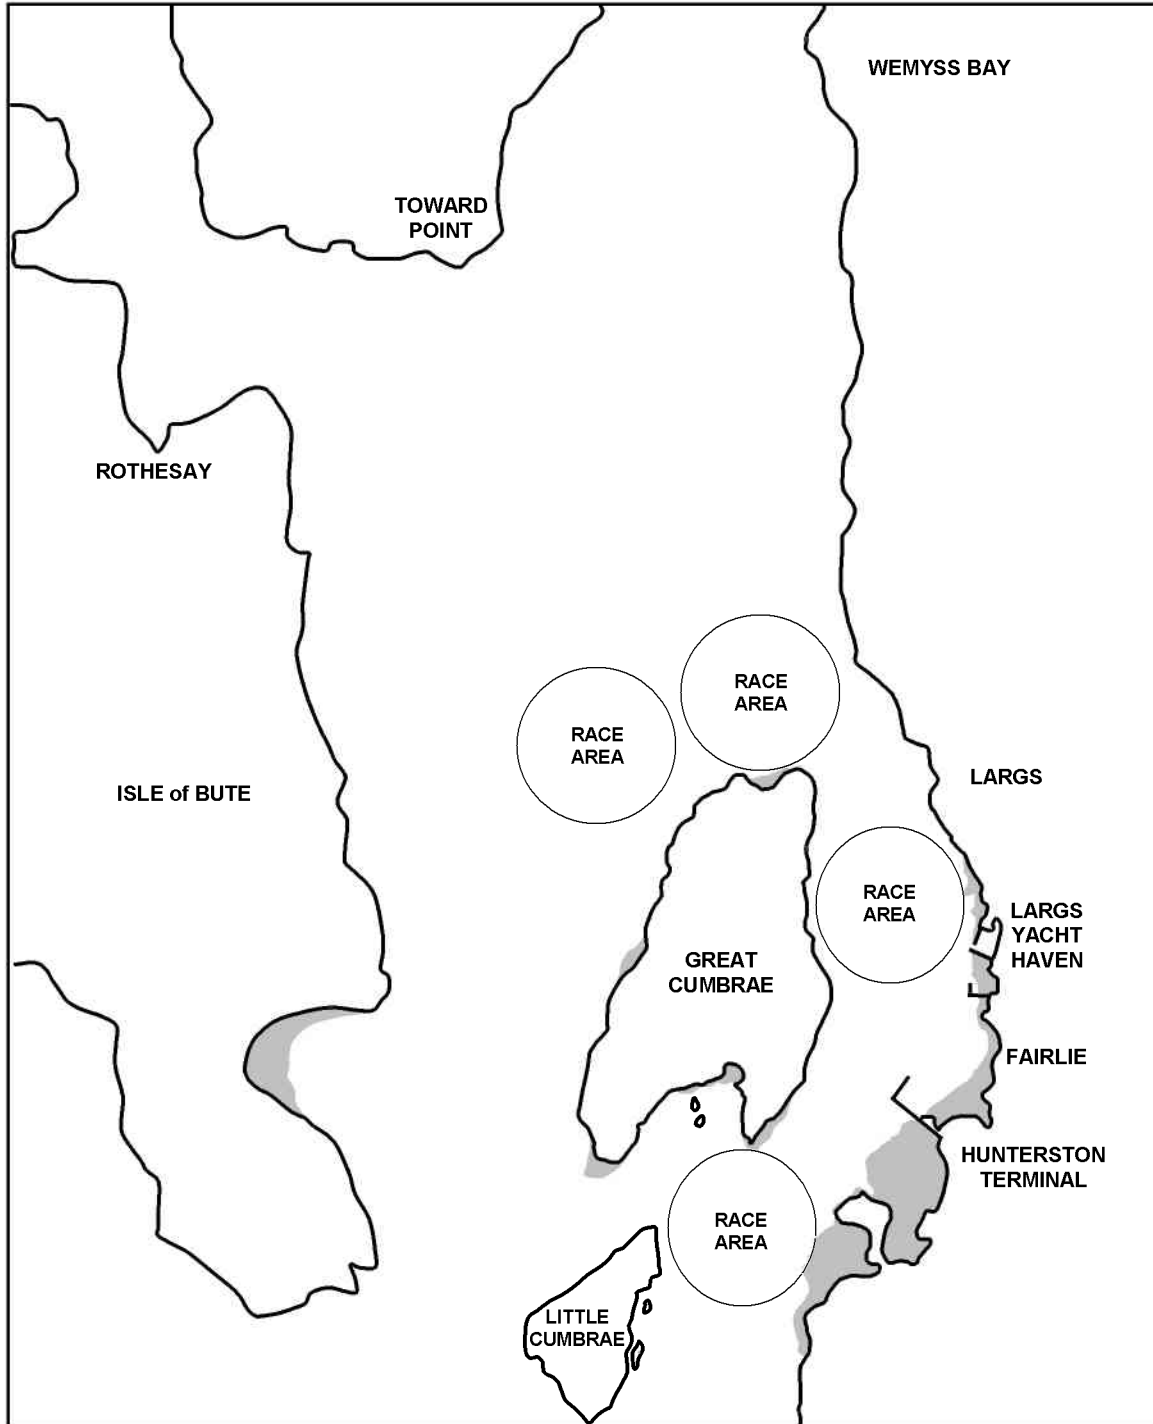 WEMYSS BAY
TOWARD
POINT
ROTHESAY
RACE
AREA
RACE
AREA
ISLE of BUTE
LARGS
RACE
AREA
LARGS
YACHT
HAVEN
GREAT
CUMBRAE
FAIRLIE
HUNTERSTON
TERMINAL
RACE
AREA
LITTLE
CUMBRAE